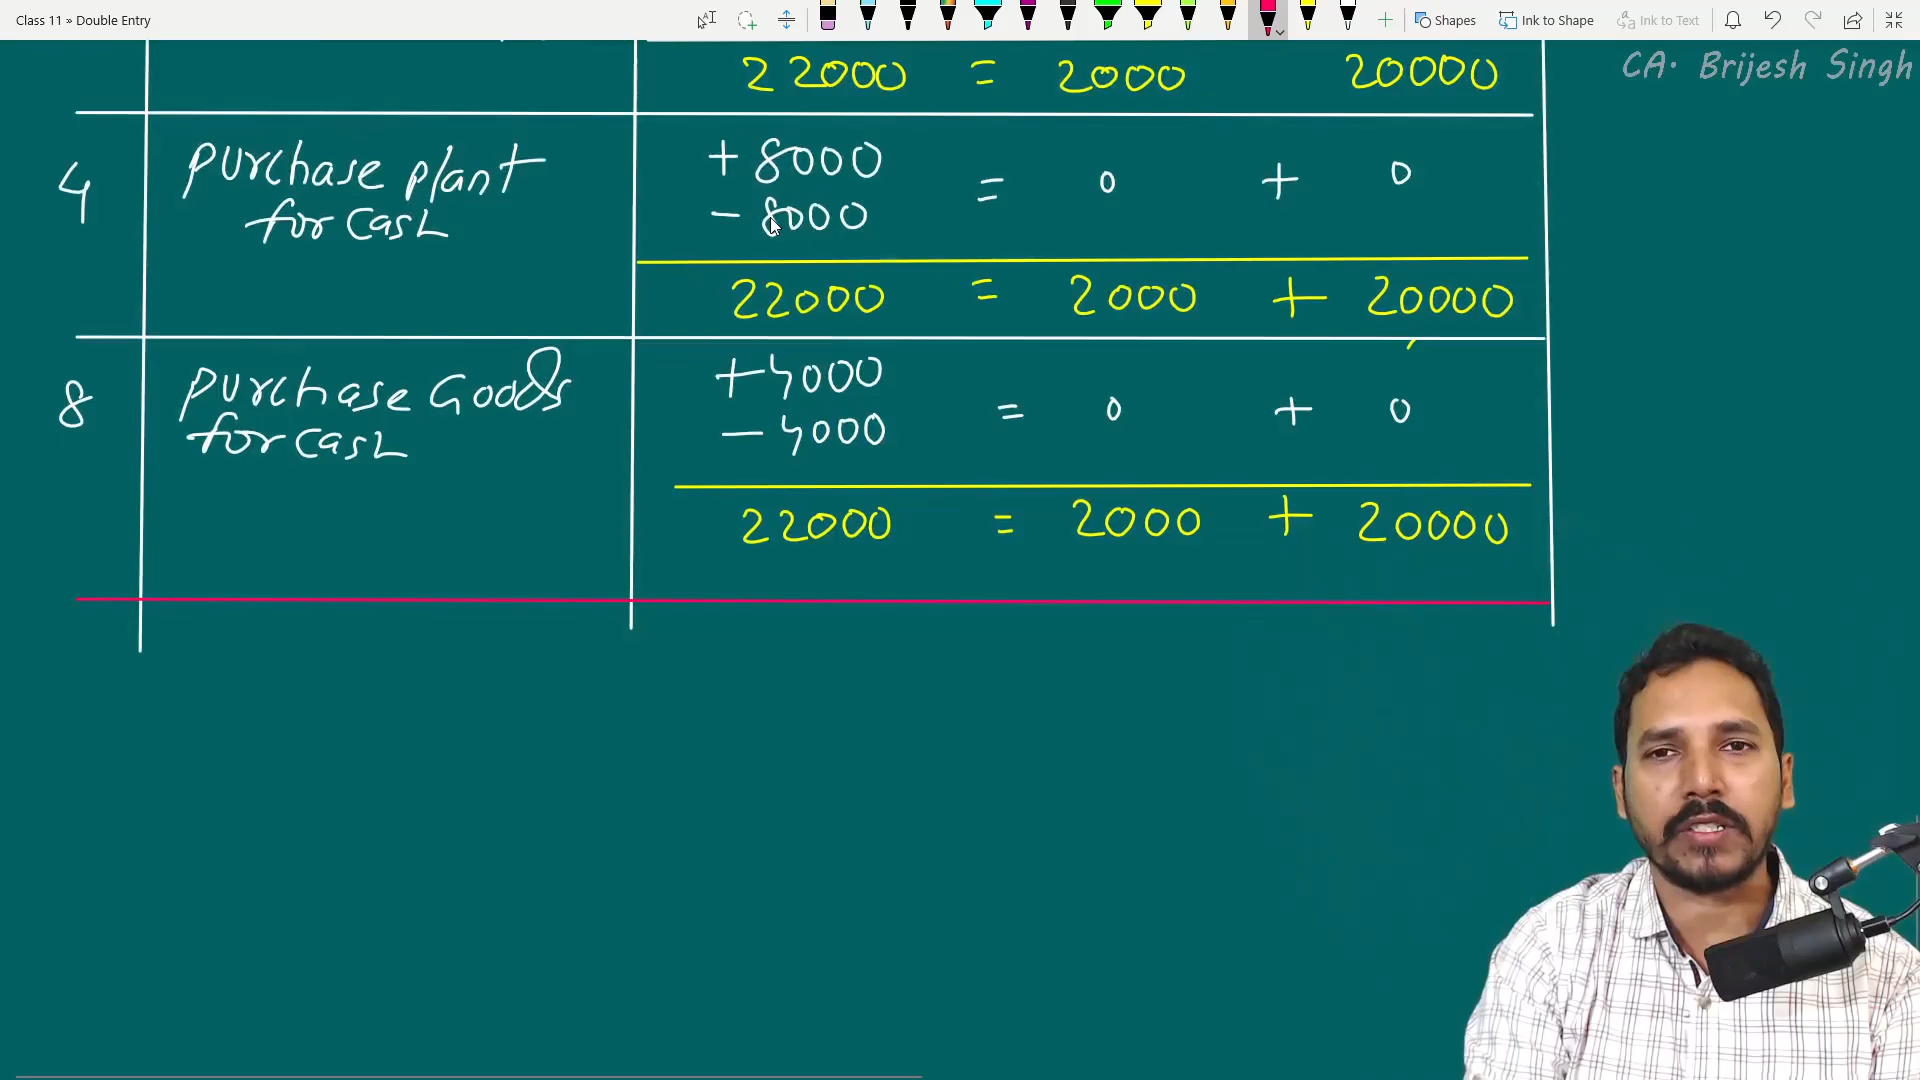 Class 11 » Double Entry
Shapes
Ink to Shape
Ink to Text
CA. Brijesh Singh
22000 = 2000 20000
4 Purchase plant for cash
+ 8000
- 8000
= 0 + 0
22000 = 2000 + 20000
8 Purchase Goods for cash
+4000
-4000
= 0 + 0
22000 = 2000 + 20000